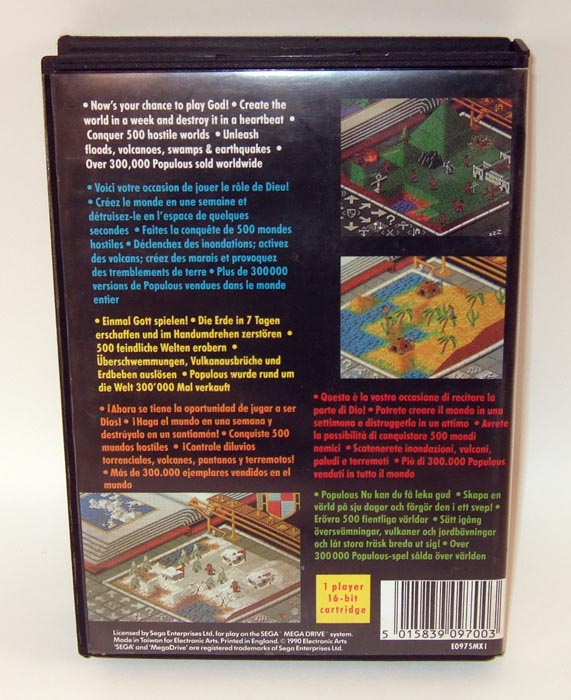 • Now's your chance to play God! • Create the
world in a week and destroy it in a heartbeat •
Conquer 500 hostile worlds • Unleash
floods, volcanoes, swamps & earthquakes •
Over 300,000 Populous sold worldwide
• Voici votre occasion de jouer le rôle de Dieu!
• Créez le monde en une semaine et
détruisez-le en l'espace de quelques
secondes • Faites la conquête de 500 mondes
hostiles • Déclenchez des inondations; activez
des volcans; créez des marais et provoquez
des tremblements de terre • Plus de 300000
versions de Populous vendues dans le monde
entier
• Einmal Gott spielen! • Die Erde in 7 Tagen
erschaffen und im Handumdrehen zerstören •
500 feindliche Welten erobern •
Überschwemmungen, Vulkanausbrüche und
Erdbeben auslösen • Populous wurde rund um
die Welt 300'000 Mal verkauft
• ¡Ahora se tiene la oportunidad de jugar a ser
Dios! • ¡Haga el mundo en una semana y
destrúyalo en un santiamén! • Conquiste 500
mundos hostiles • ¡Controle diluvios
torrenciales, volcanes, pantanos y terremotos!
• Más de 300.000 ejemplares vendidos en el
mundo
• Questa è la vostra occasione di recitare la
parte di Dio! • Potrete creare il mondo in una
settimana e distruggetlo in un attimo • Avrete
la possibilità di conquistare 500 mondi
nemici • Scatenerete inondazioni, vulcani,
paludi e terremoti • Più di 300.000 Populous
venduti in tutto il mondo
• Populous Nu kan du få leka gud • Skapa en
värld på sju dagar och förgör den i ett svep! •
Erövra 500 fientliga världar • Sätt igång
översvämningar, vulkaner och jordbävningar
och låt stora träsk breda ut sig! • Over
300000 Populous-spel sålda över världen
1 player
16-bit
cartridge
5 015839 097003
E097SMX1
Licensed by Sega Enterprises Ltd, for play on the SEGA MEGA DRIVE system.
Made in Taiwan for Electronic Arts. Printed in England. © 1990 Electronic Arts
'SEGA' and 'MegaDrive' are registered trademarks of Sega Enterprises Ltd.